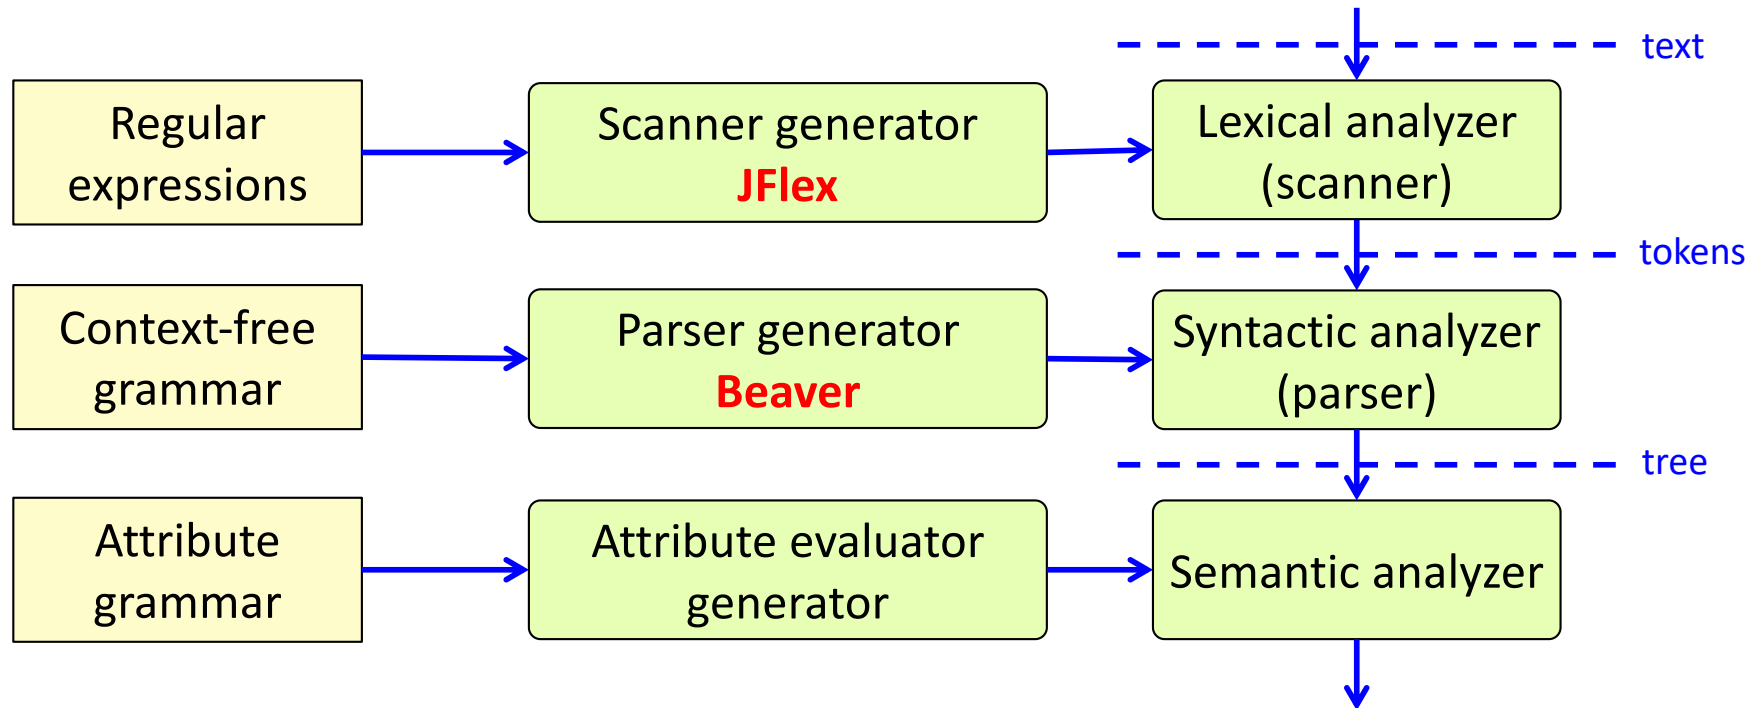 text
Regular
expressions
Scanner generator
JFlex
Lexical analyzer
(scanner)
tokens
Context-free
grammar
Parser generator
Beaver
Syntactic analyzer
(parser)
tree
Attribute
grammar
Attribute evaluator
generator
Semantic analyzer